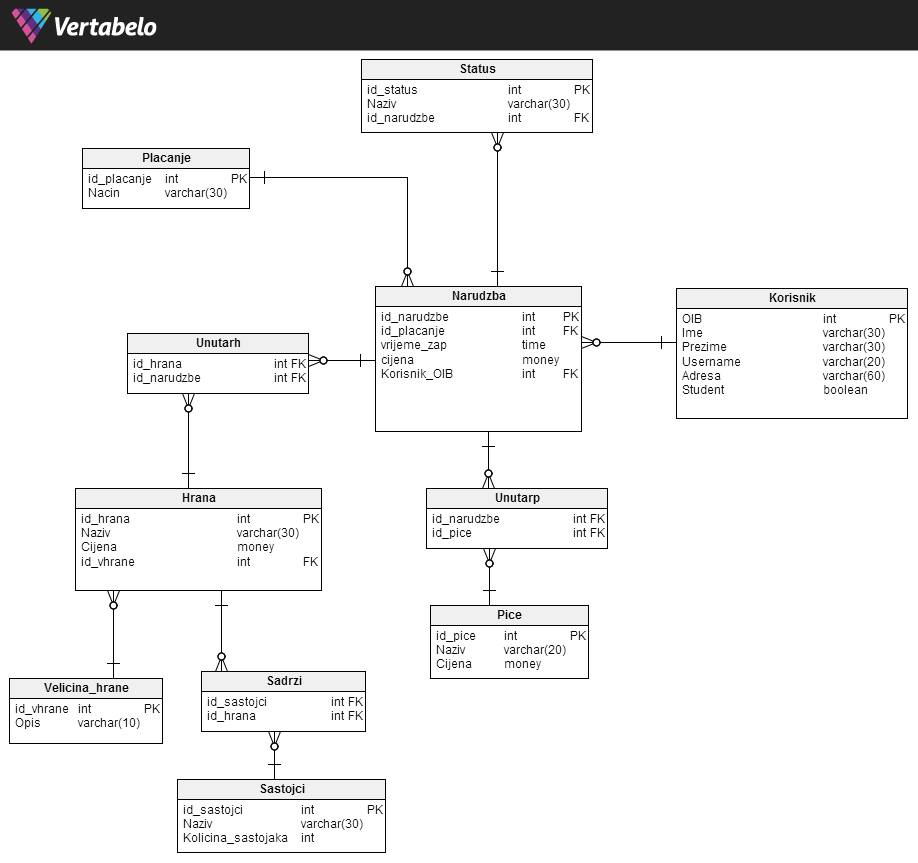 Vertabelo
Status
id_status int PK
Naziv varchar(30)
id_narudzbe int FK
Placanje
id_placanje int PK
Nacin varchar(30)
Narudzba
id_narudzbe int PK
id_placanje int FK
vrijeme_zap time
cijena money
Korisnik_OIB int FK
Korisnik
OIB int PK
Ime varchar(30)
Prezime varchar(30)
Username varchar(20)
Adresa varchar(60)
Student boolean
Unutarh
id_hrana int FK
id_narudzbe int FK
Hrana
id_hrana int PK
Naziv varchar(30)
Cijena money
id_vhrane int FK
Unutarp
id_narudzbe int FK
id_pice int FK
Pice
id_pice int PK
Naziv varchar(20)
Cijena money
Velicina_hrane
id_vhrane int PK
Opis varchar(10)
Sadrzi
id_sastojci int FK
id_hrana int FK
Sastojci
id_sastojci int PK
Naziv varchar(30)
Kolicina_sastojaka int